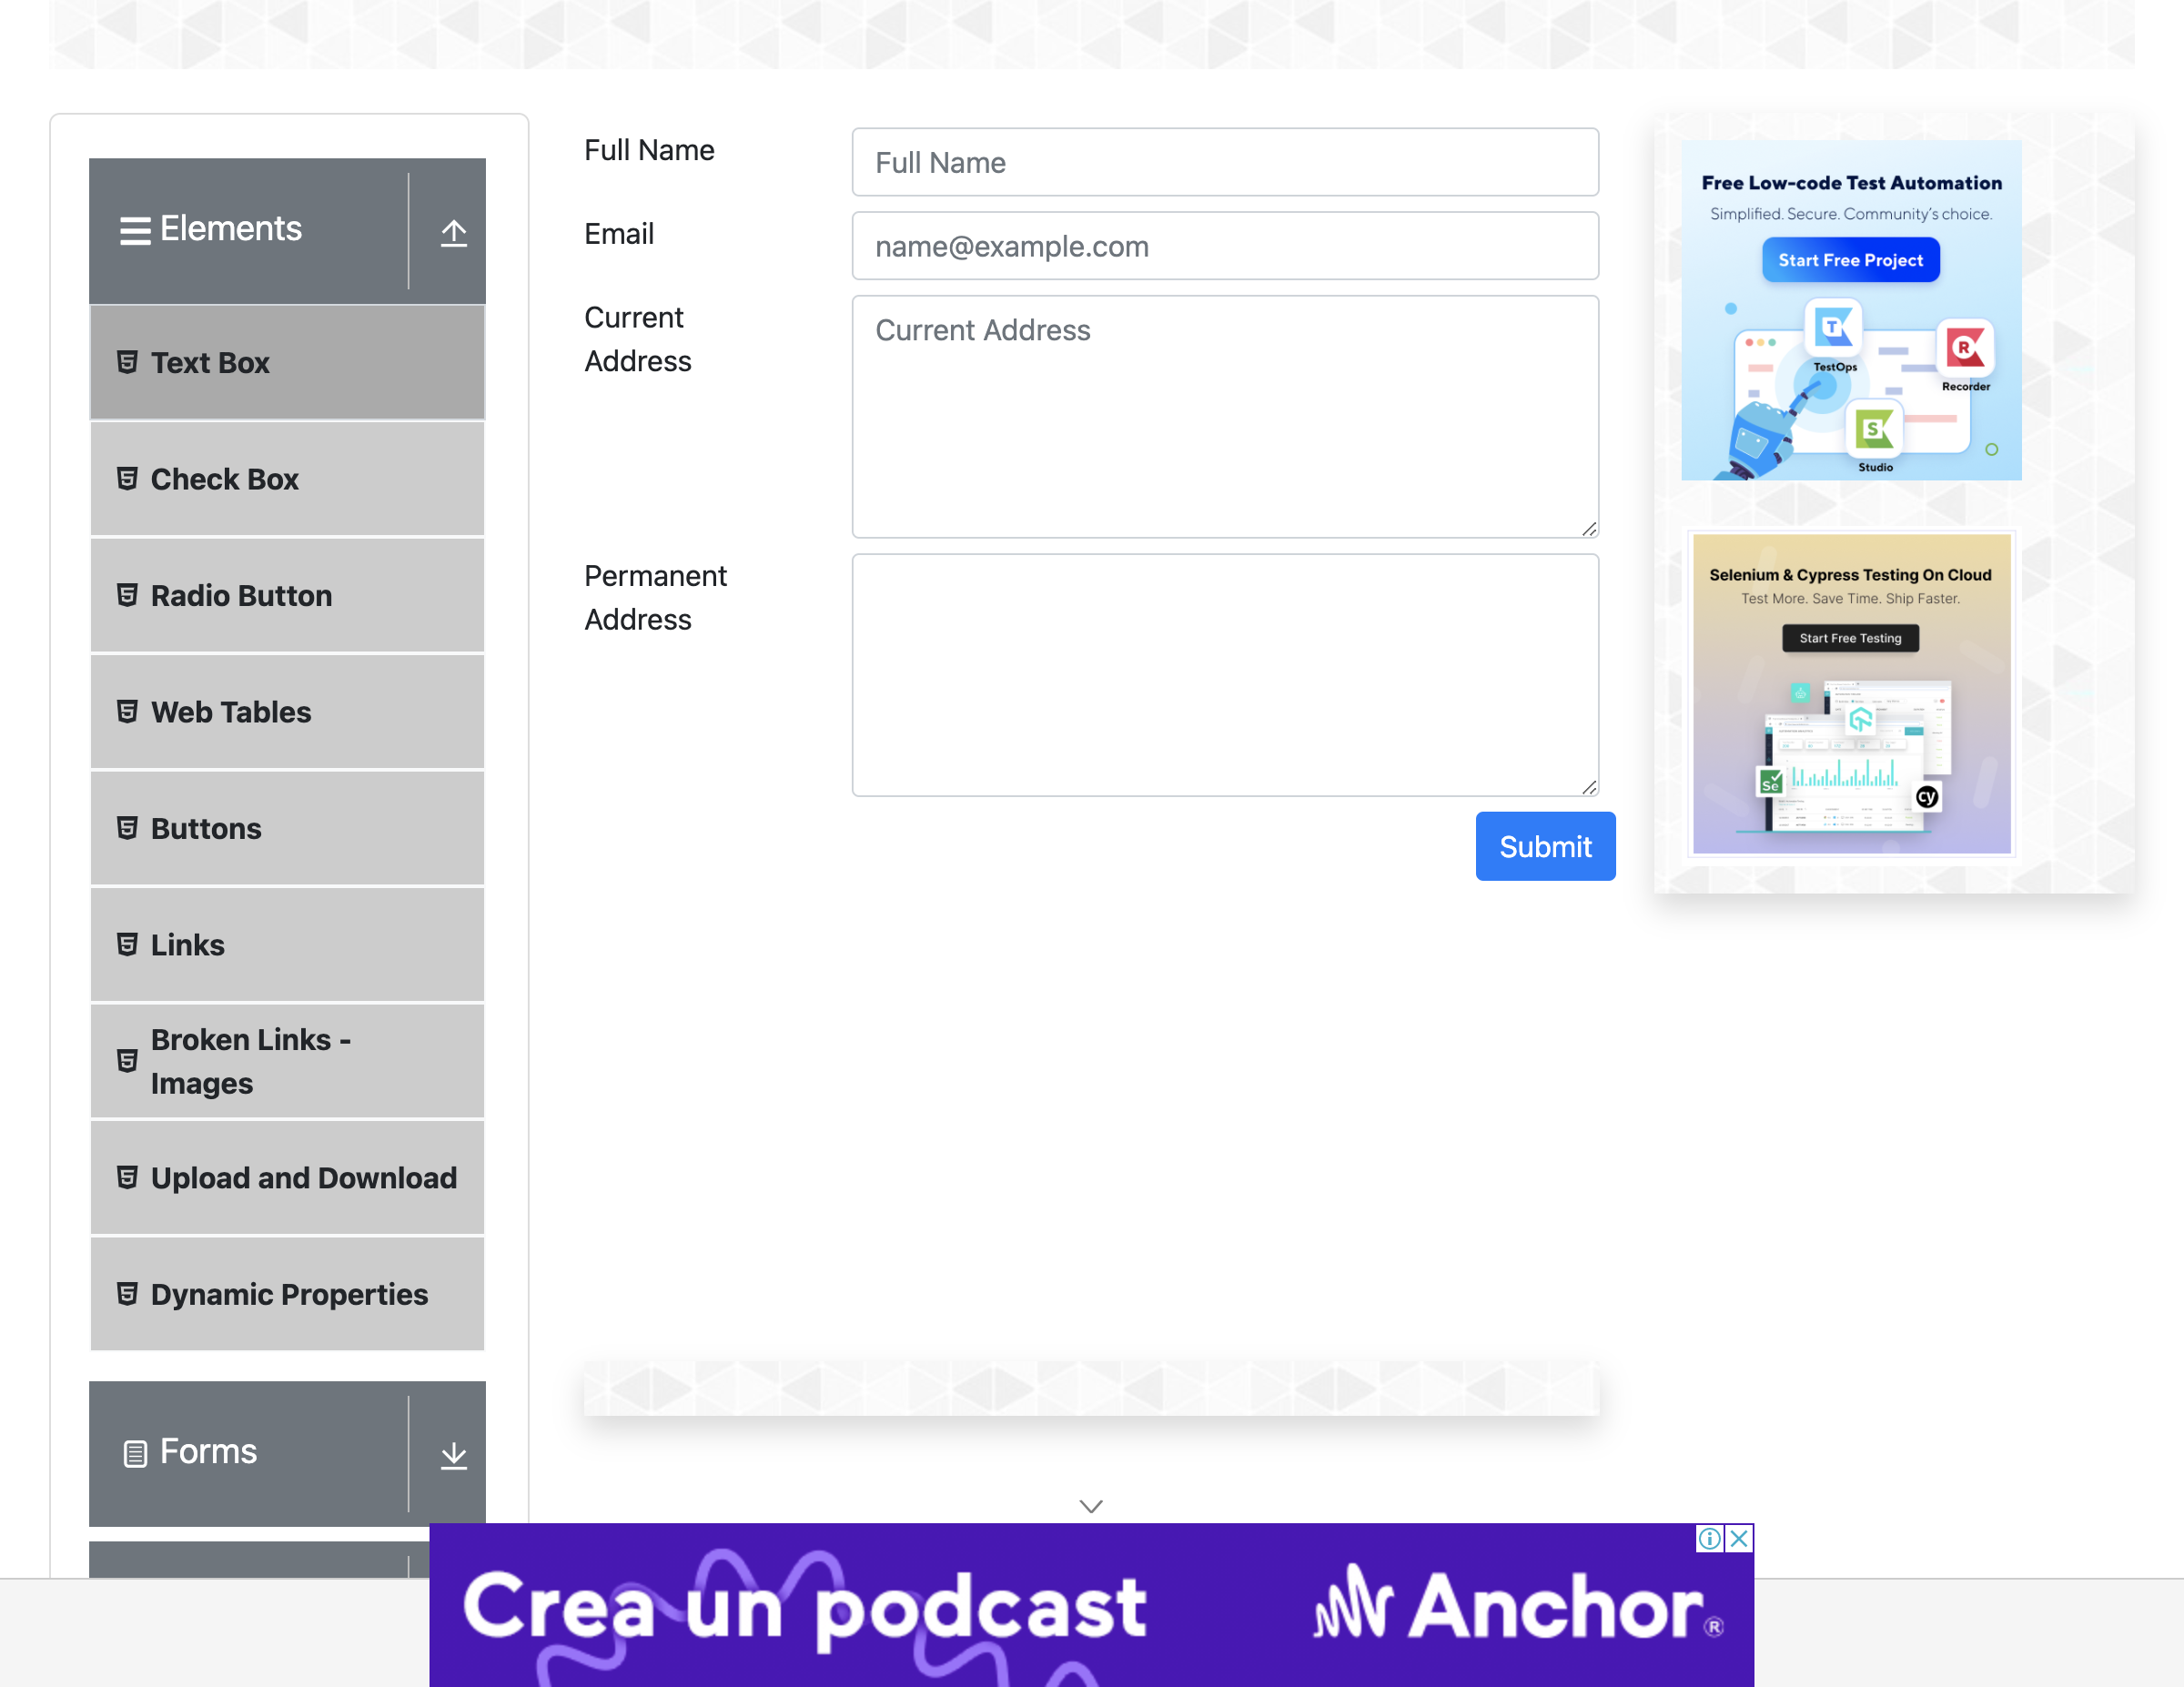 Elements
Text Box
Check Box
Radio Button
Web Tables
Buttons
Links
Broken Links -
Images
Upload and Download
Dynamic Properties
Forms
Full Name
Full Name
Email
name@example.com
Current
Address
Current Address
Permanent
Address
Submit
Free Low-code Test Automation
Simplified. Secure. Community's choice.
Start Free Project
T
TestOps
R
Recorder
S
Studio
Selenium & Cypress Testing On Cloud
Test More. Save Time. Ship Faster.
Start Free Testing
Se
cy
Crea un podcast
Anchor®